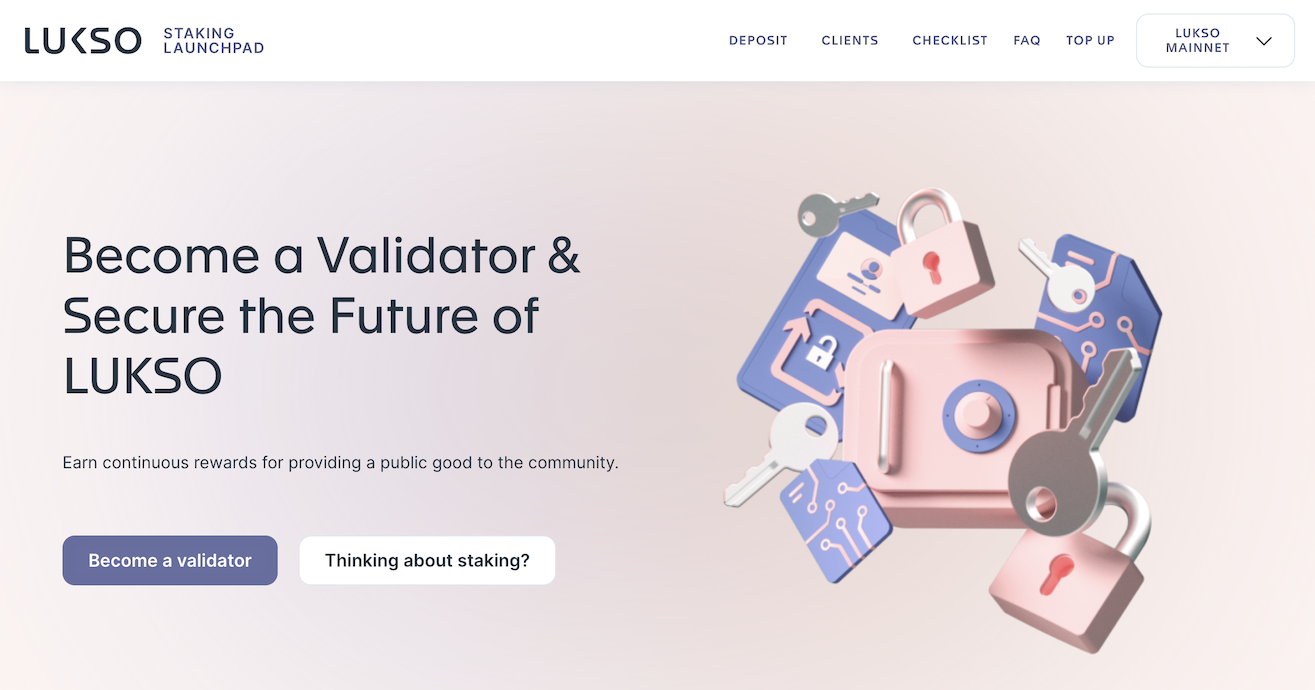 LUKSO
STAKING
LAUNCHPAD
DEPOSIT
CLIENTS
CHECKLIST
FAQ
TOP UP
LUKSO
MAINNET
Become a Validator &
Secure the Future of
LUKSO
Earn continuous rewards for providing a public good to the community.
Become a validator
Thinking about staking?